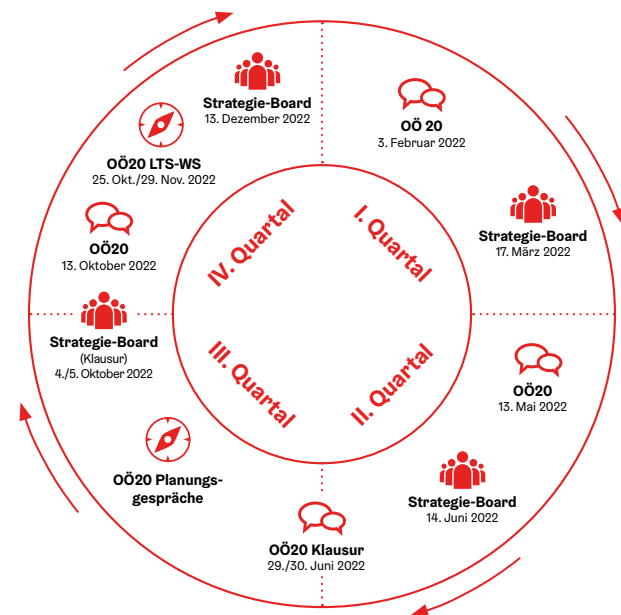 OÖ 20
3. Februar 2022
Strategie-Board
17. März 2022
OÖ20
13. Mai 2022
Strategie-Board
14. Juni 2022
OÖ20 Klausur
29./30. Juni 2022
OÖ20 Planungs-
gespräche
Strategie-Board
(Klausur)
4./5. Oktober 2022
OÖ20
13. Oktober 2022
OÖ20 LTS-WS
25. Okt./29. Nov. 2022
Strategie-Board
13. Dezember 2022
I. Quartal
II. Quartal
III. Quartal
IV. Quartal